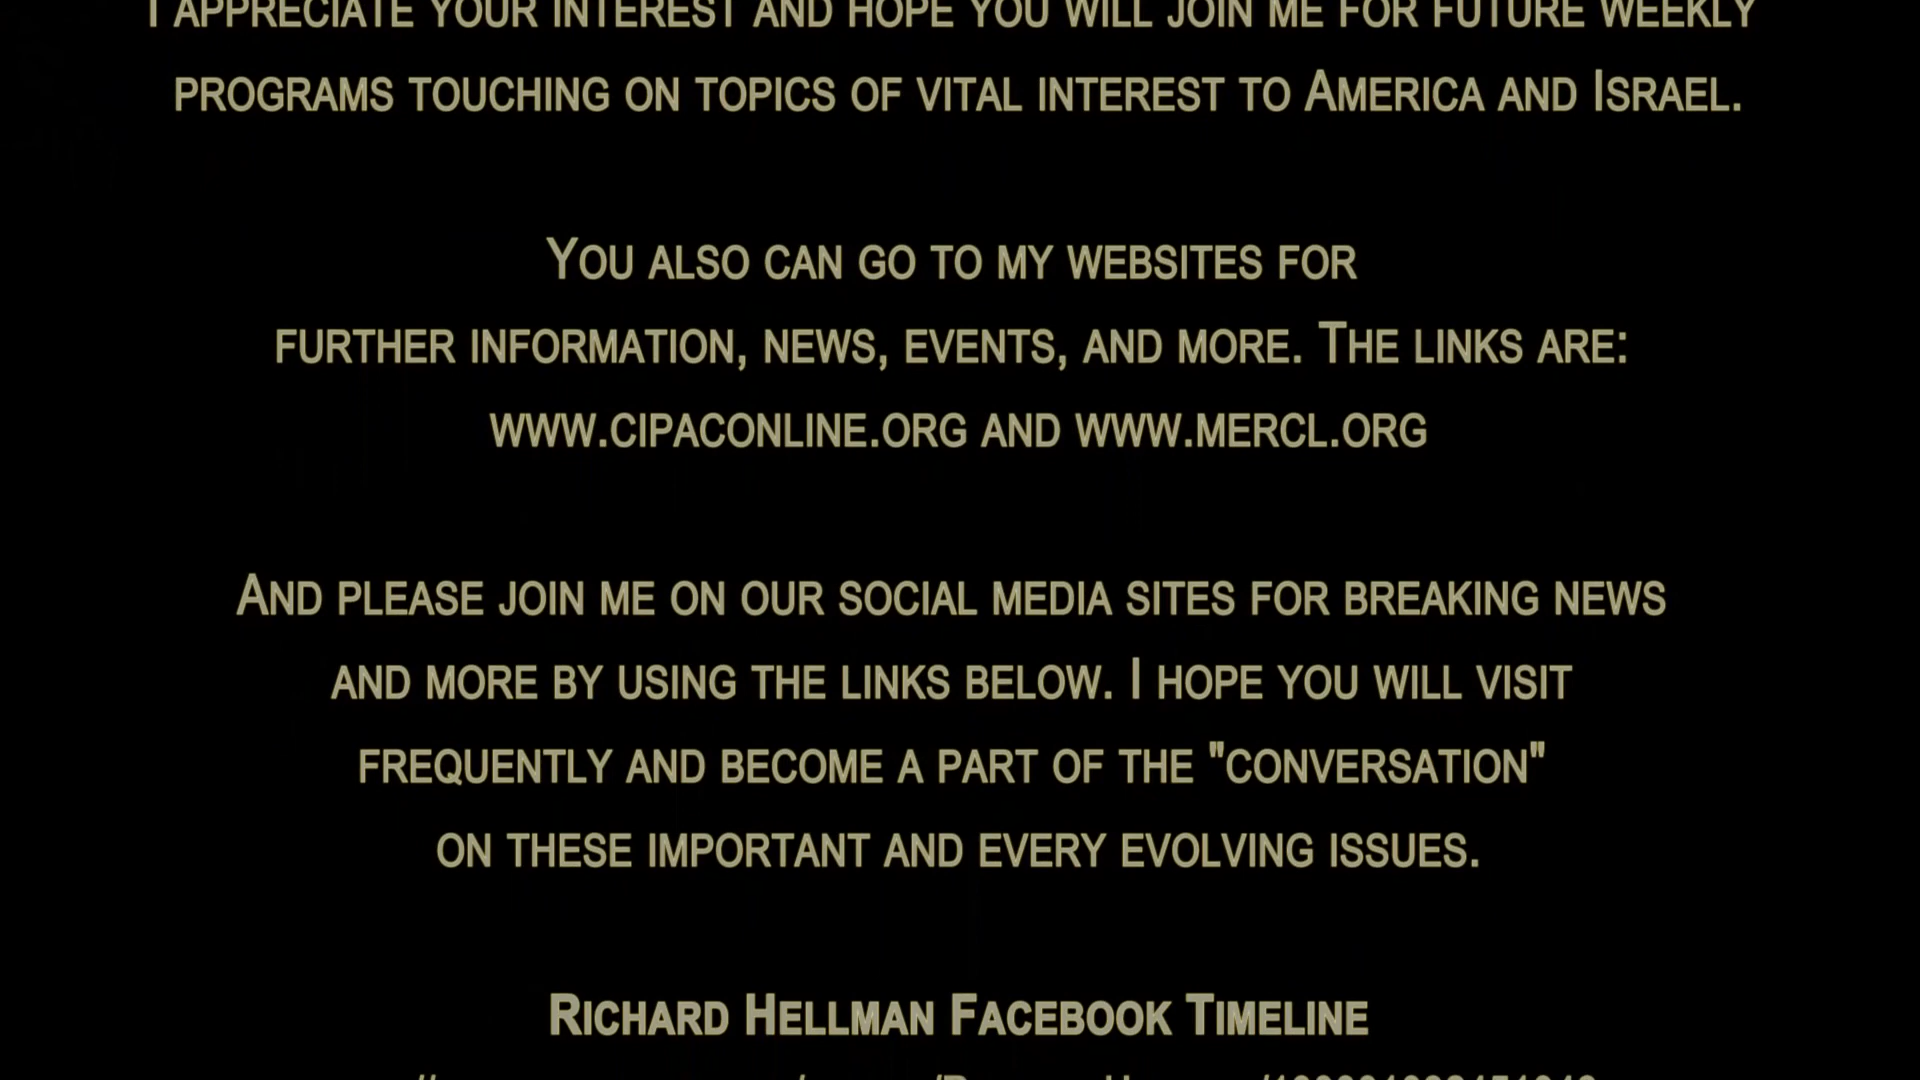 I APPRECIATE YOUR INTEREST AND HOPE YOU WILL JOIN ME FOR FUTURE WEEKLY
PROGRAMS TOUCHING ON TOPICS OF VITAL INTEREST TO AMERICA AND ISRAEL.
YOU ALSO CAN GO TO MY WEBSITES FOR
FURTHER INFORMATION, NEWS, EVENTS, AND MORE. THE LINKS ARE:
WWW.CIPACONLINE.ORG AND WWW.MERCL.ORG
AND PLEASE JOIN ME ON OUR SOCIAL MEDIA SITES FOR BREAKING NEWS
AND MORE BY USING THE LINKS BELOW. I HOPE YOU WILL VISIT
FREQUENTLY AND BECOME A PART OF THE "CONVERSATION"
ON THESE IMPORTANT AND EVERY EVOLVING ISSUES.
RICHARD HELLMAN FACEBOOK TIMELINE